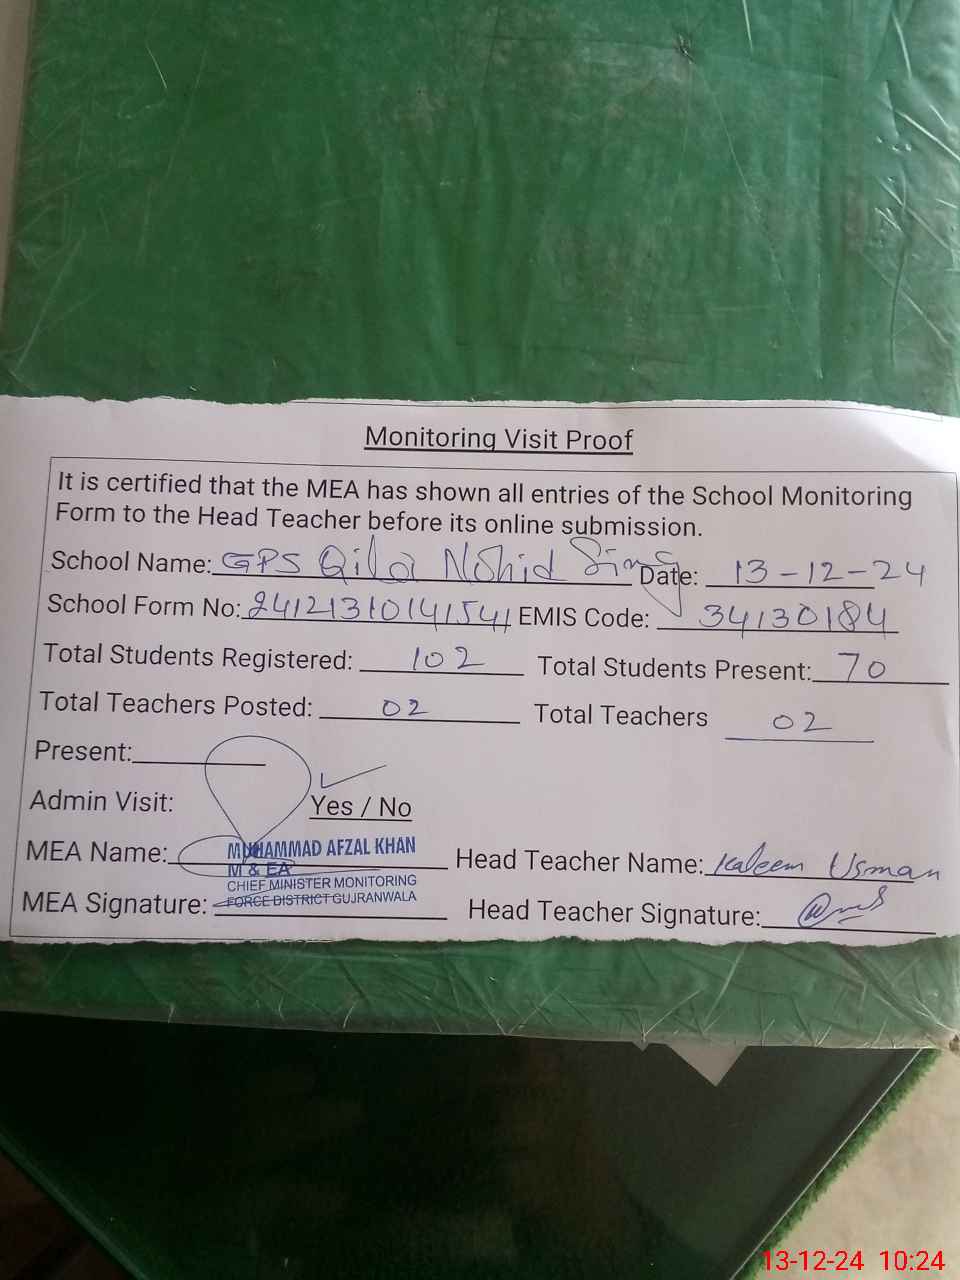 Monitoring Visit Proof
It is certified that the MEA has shown all entries of the School Monitoring
Form to the Head Teacher before its online submission.
School Name: GPS Qila Nohid Sing Date: 13-12-24
School Form No: 24121310141541 EMIS Code: 34130184
Total Students Registered: 102 Total Students Present: 70
Total Teachers Posted: 02 Total Teachers 02
Present:
Admin Visit: Yes / No
MEA Name: MUHAMMAD AFZAL KHAN Head Teacher Name: Kaleem Usman
M & EA
CHIEF MINISTER MONITORING
MEA Signature: FORCE DISTRICT GUJRANWALA Head Teacher Signature:
13-12-24 10:24